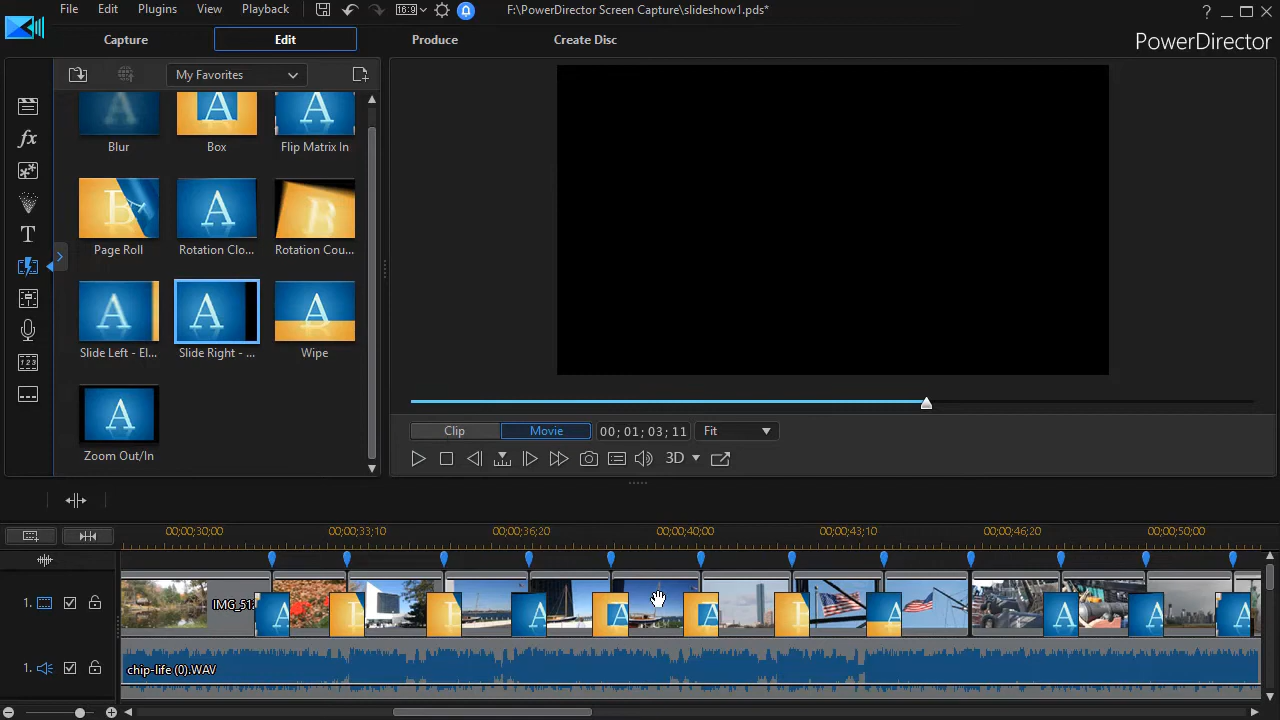 File Edit Plugins View Playback 16:9 F:\PowerDirector Screen Capture\slideshow1.pds* ?
Capture Edit Produce Create Disc PowerDirector
My Favorites
A A A
Blur Box Flip Matrix In
B A B
Page Roll Rotation Clo... Rotation Cou...
A A A
Slide Left - El... Slide Right - ... Wipe
A
Zoom Out/In
fx
T
123
Clip Movie 00; 01; 03; 11 Fit
3D
00;00;30;00 00;00;33;10 00;00;36;20 00;00;40;00 00;00;43;10 00;00;46;20 00;00;50;00
1. IMG_51
1. chip-life (0).WAV